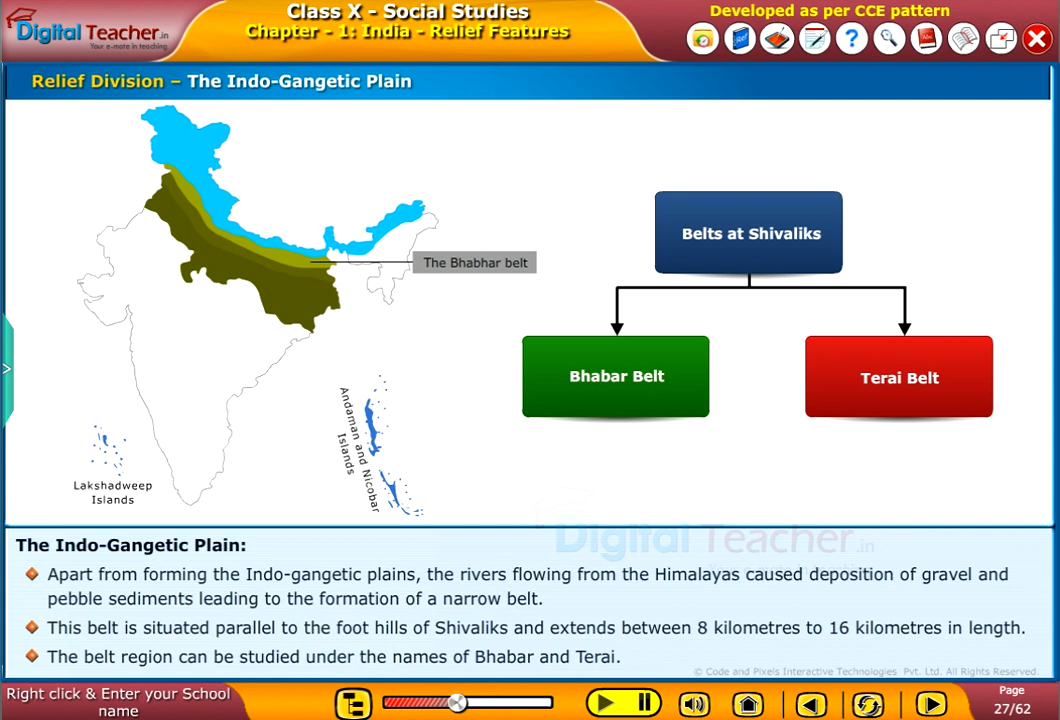 Digital Teacher.in
Your e-mate in teaching
Class X - Social Studies
Chapter - 1: India - Relief Features
Developed as per CCE pattern
Relief Division – The Indo-Gangetic Plain
The Bhabhar belt
Andaman and Nicobar
Islands
Lakshadweep
Islands
Belts at Shivaliks
Bhabar Belt
Terai Belt
Digital Teacher.in
The Indo-Gangetic Plain:
Apart from forming the Indo-gangetic plains, the rivers flowing from the Himalayas caused deposition of gravel and
pebble sediments leading to the formation of a narrow belt.
This belt is situated parallel to the foot hills of Shivaliks and extends between 8 kilometres to 16 kilometres in length.
The belt region can be studied under the names of Bhabar and Terai.
© Code and Pixels Interactive Technologies Pvt. Ltd. All Rights Reserved.
Right click & Enter your School
name
Page
27/62